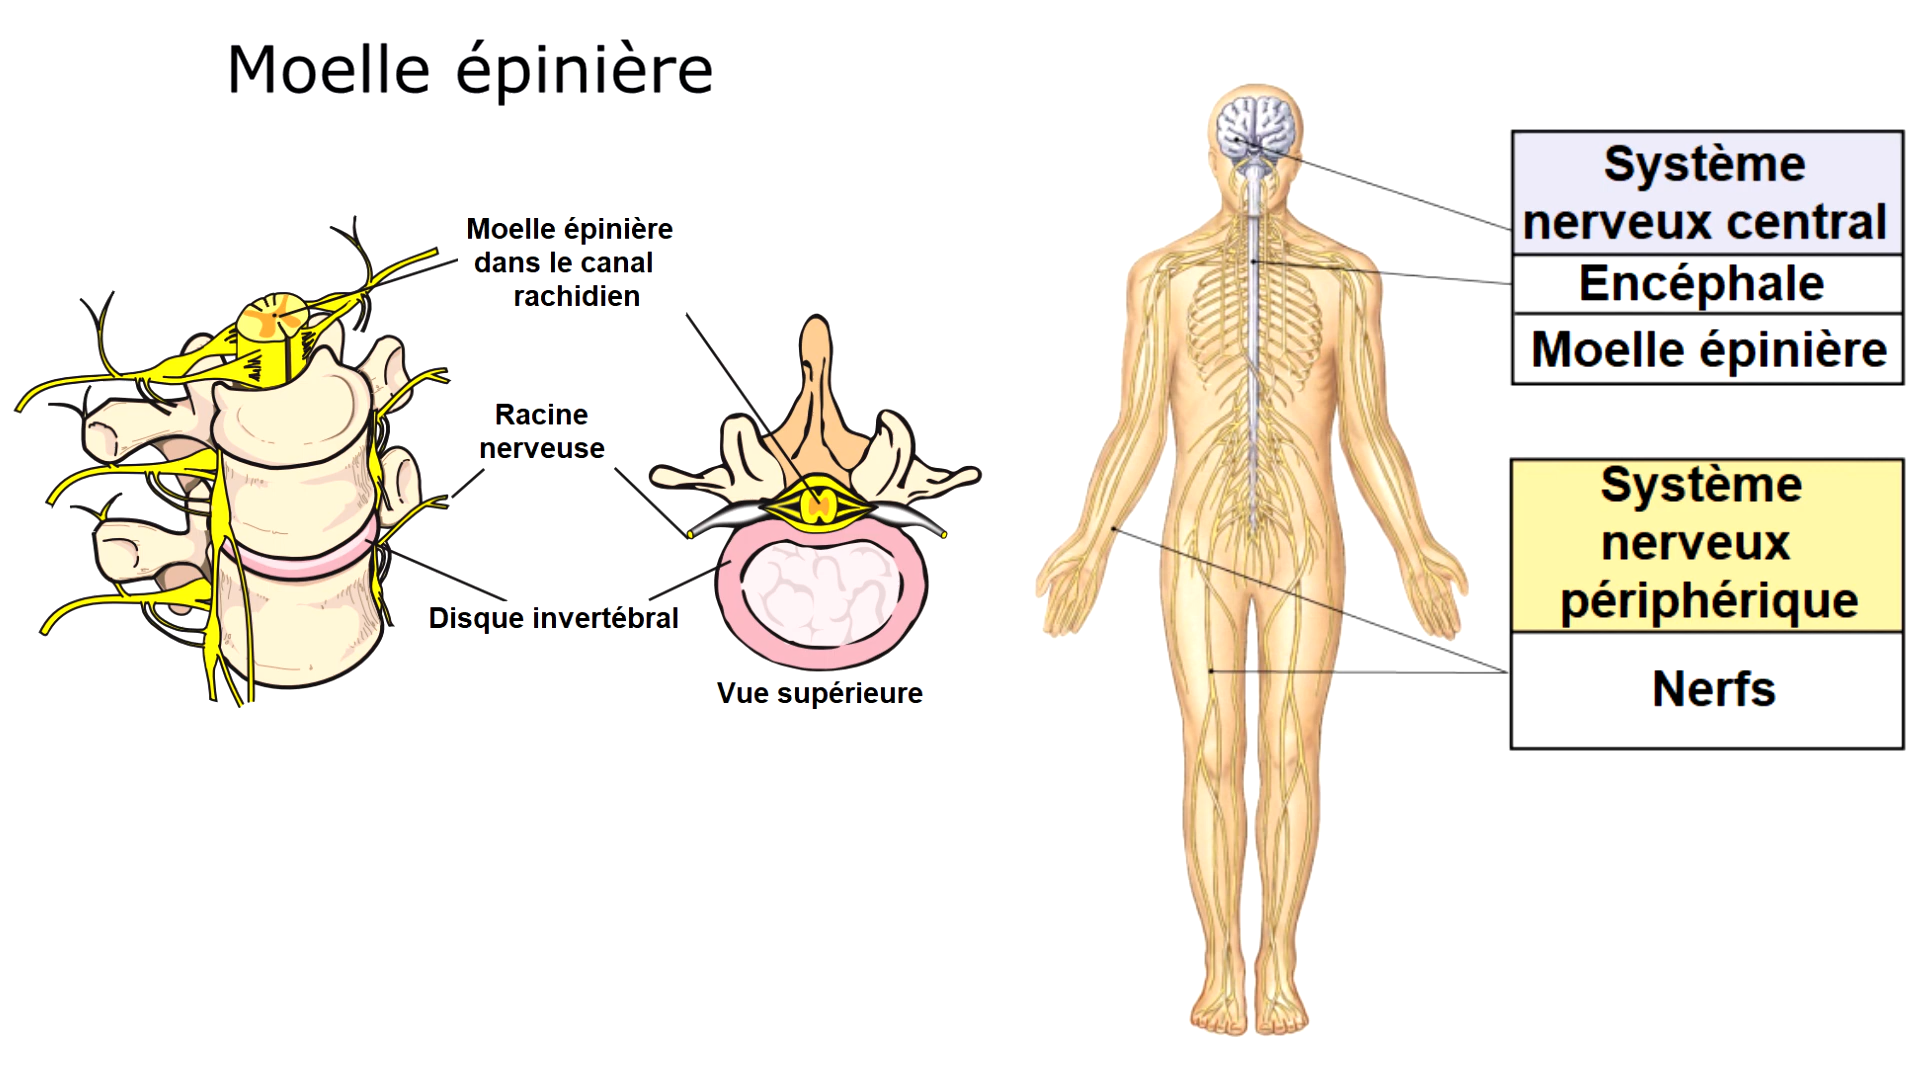 Moelle épinière
Moelle épinière
dans le canal
rachidien
Racine
nerveuse
Disque invertébral
Vue supérieure
Système
nerveux central
Encéphale
Moelle épinière
Système
nerveux
périphérique
Nerfs